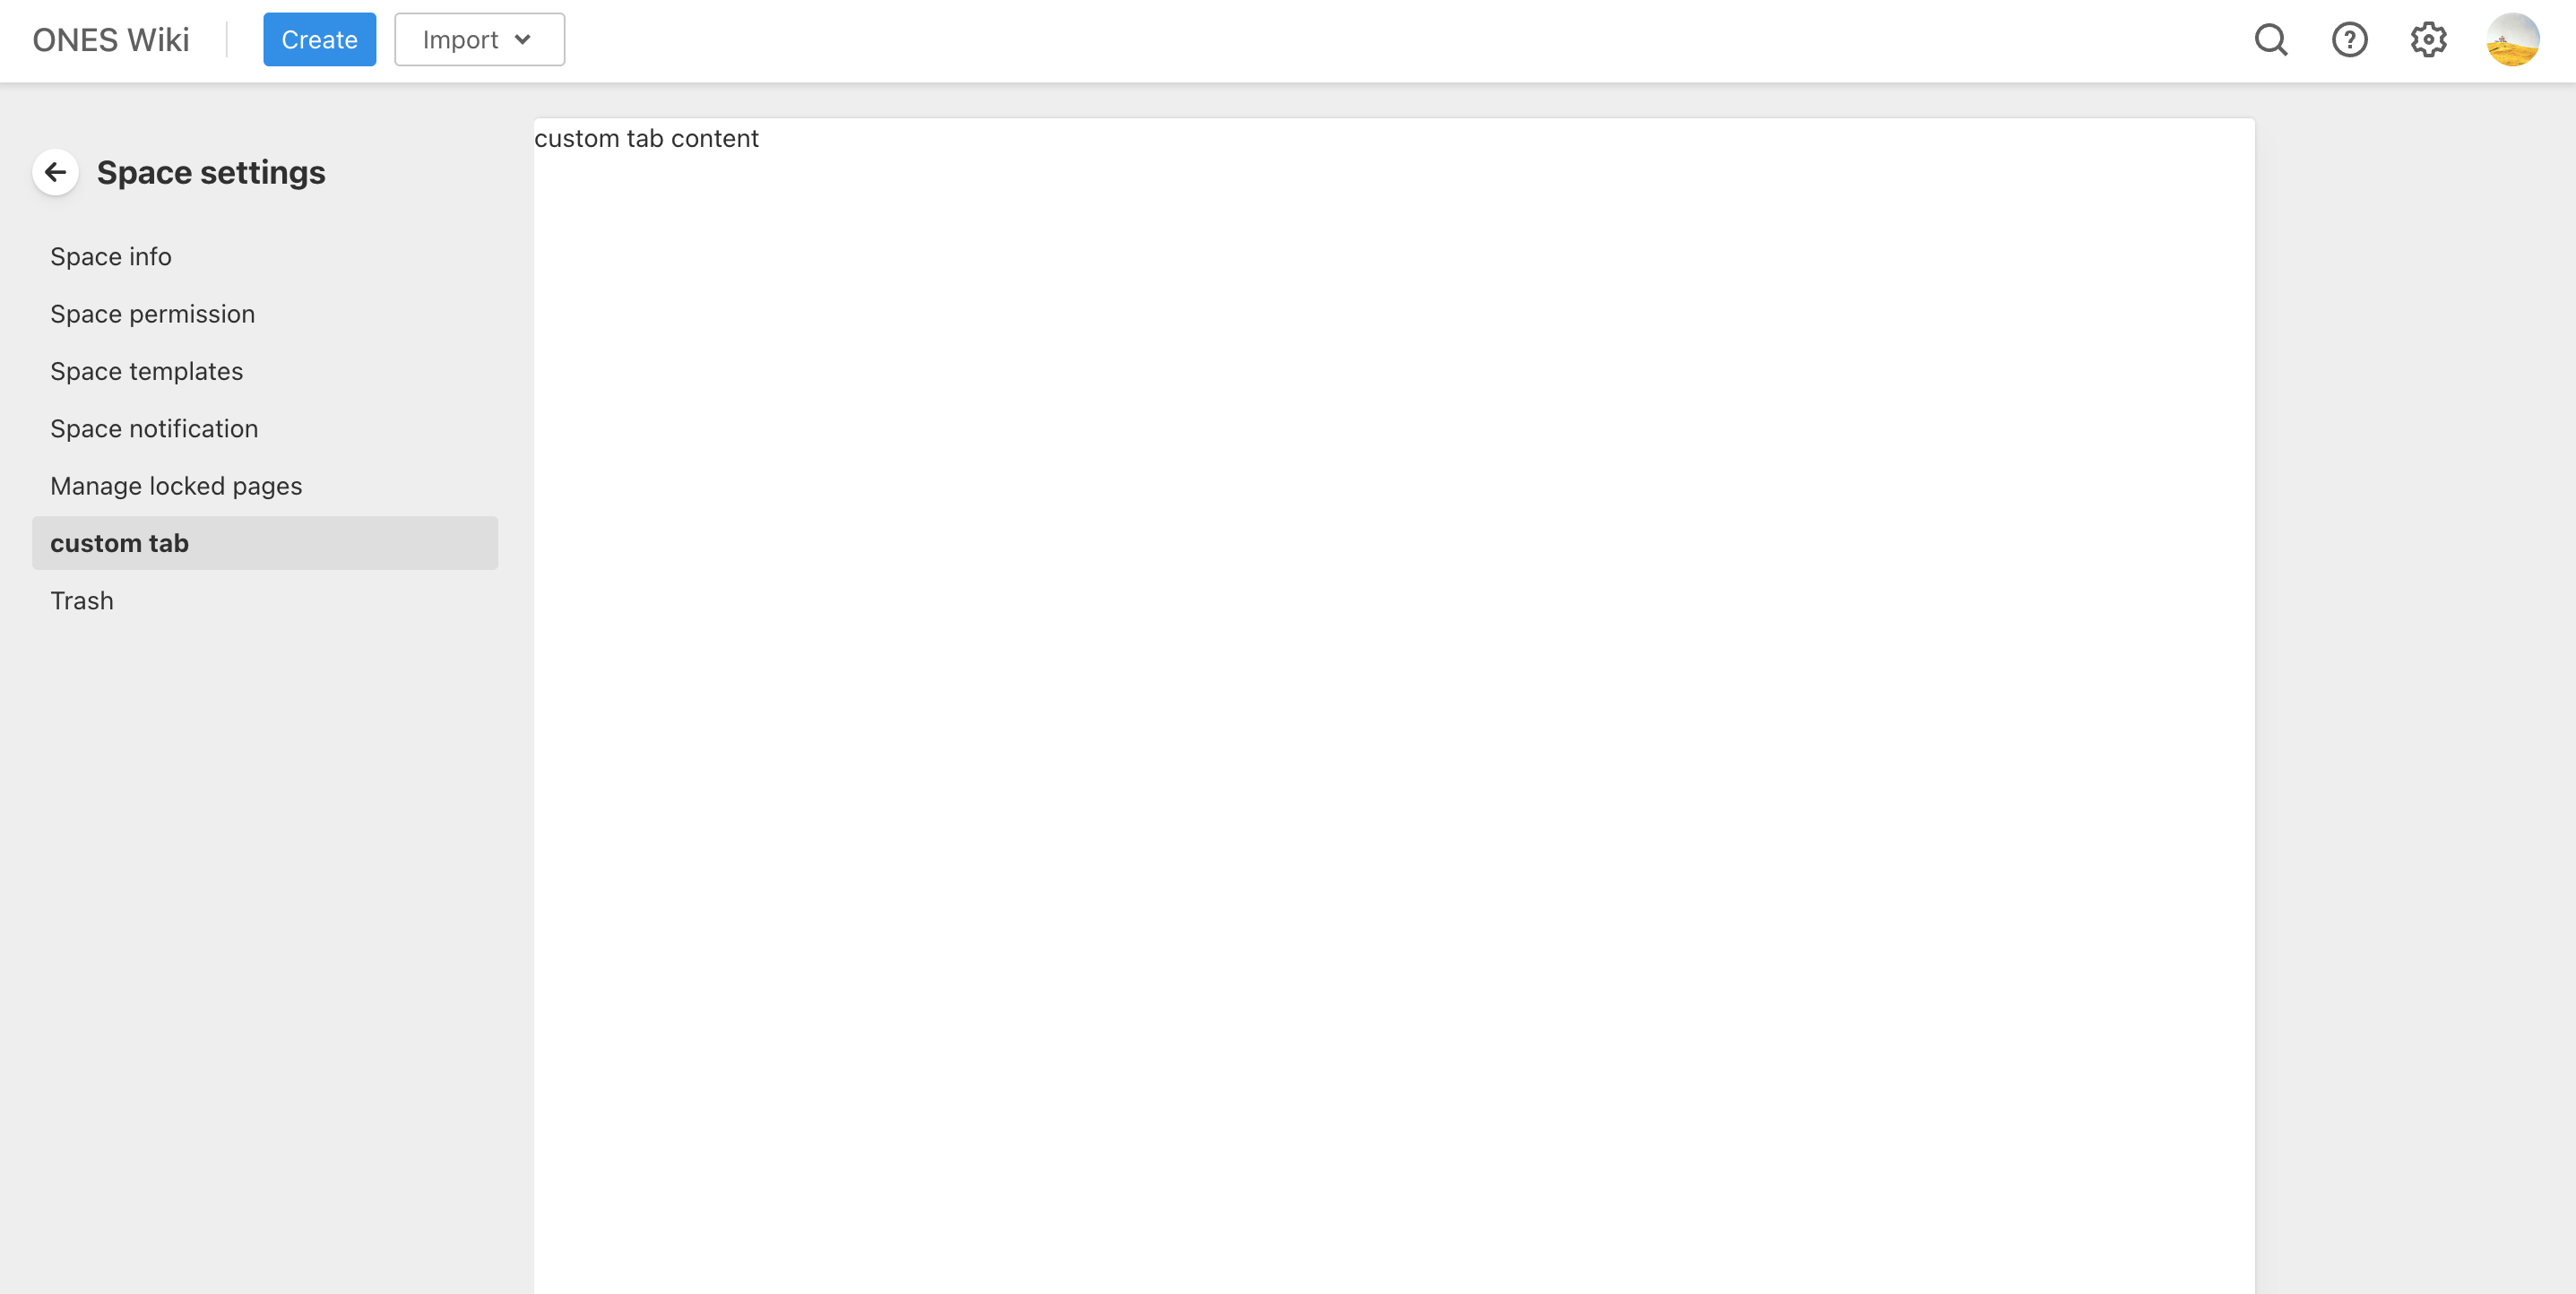 ONES Wiki
Create
Import
Space settings
Space info
Space permission
Space templates
Space notification
Manage locked pages
custom tab
Trash
custom tab content